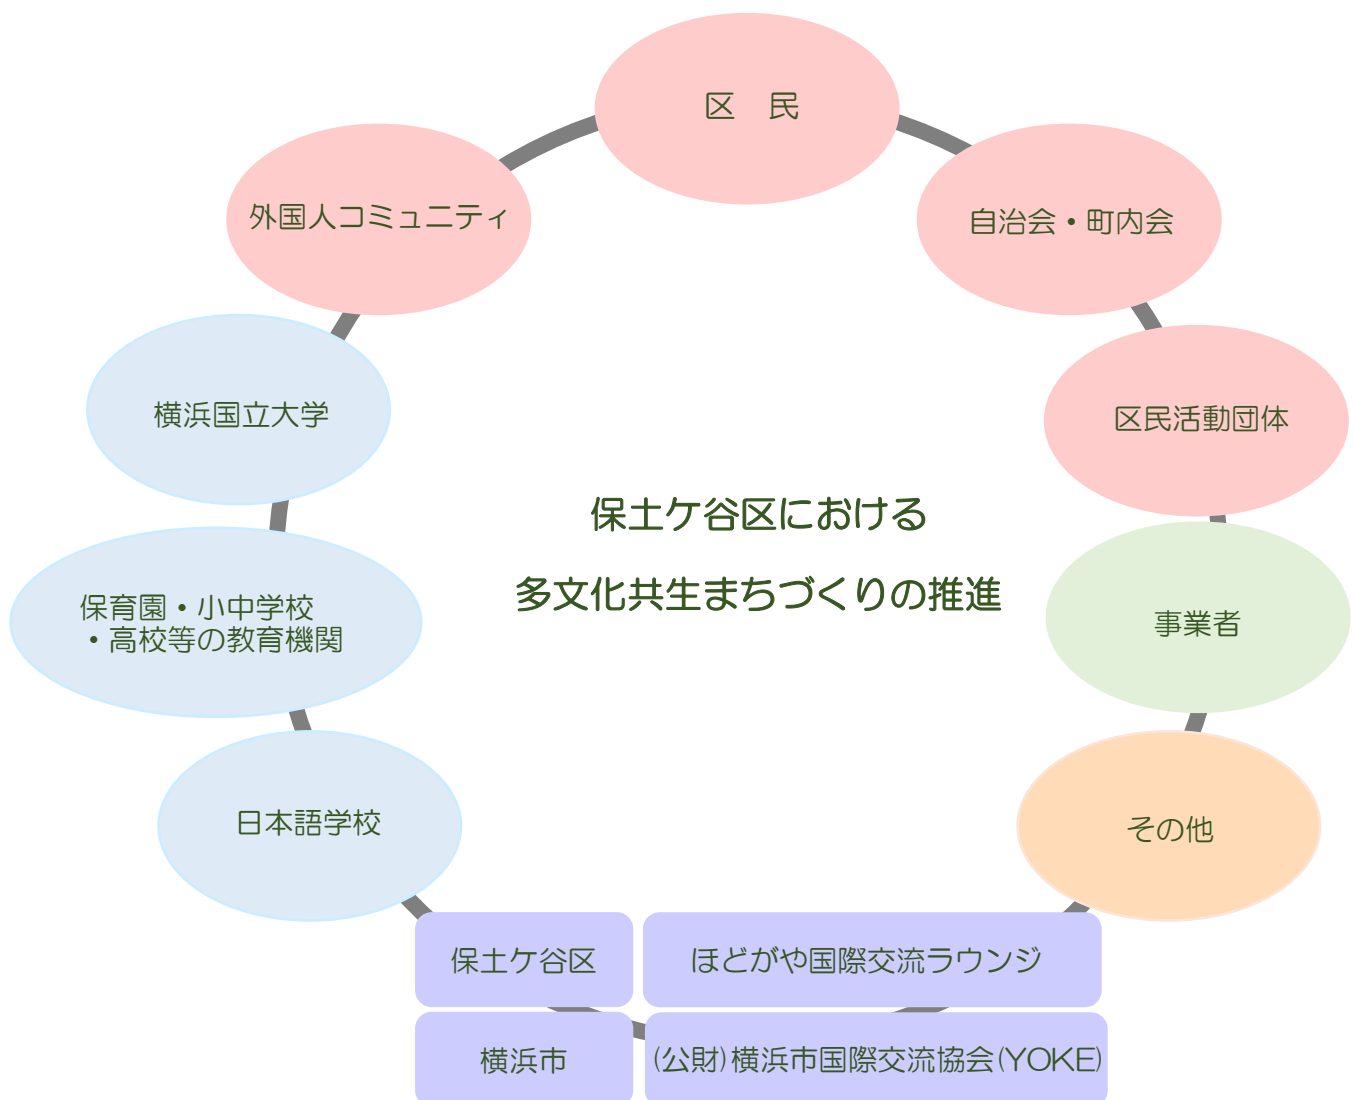 区　民
外国人コミュニティ
自治会・町内会
横浜国立大学
区民活動団体
保土ケ谷区における
多文化共生まちづくりの推進
保育園・小中学校
・高校等の教育機関
事業者
日本語学校
その他
保土ケ谷区
ほどがや国際交流ラウンジ
横浜市
(公財)横浜市国際交流協会(YOKE)